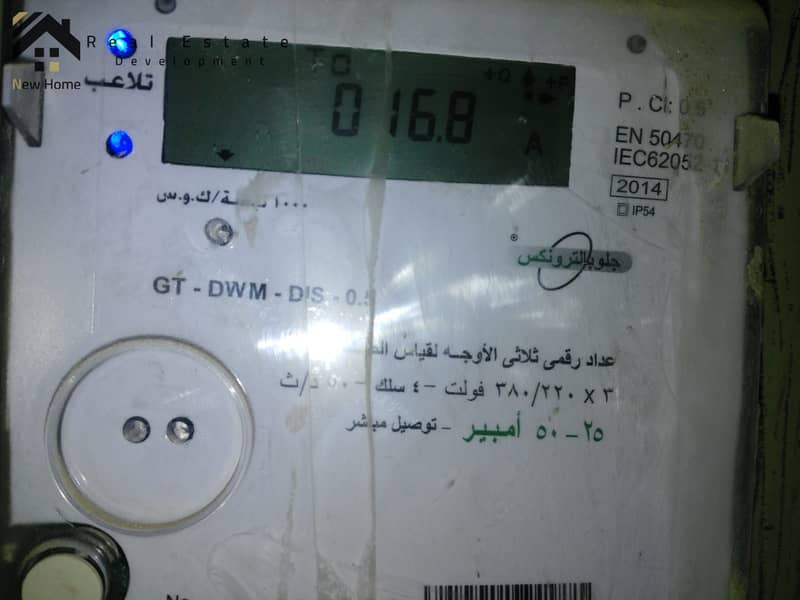 Real Estate
Development
New Home
تلاعب
+Q +P
016.8 A
P . Cl: 0.5
EN 50470
IEC62052
2014
IP54
١٠٠٠ نبضة/ك.و.س
جلوبالترونكس
GT - DWM - DIS - 0.5
عداد رقمى ثلاثى الأوجه لقياس
٣ x ٣٨٠/٢٢٠ فولت - ٤ سلك - ٥٠ ذ/ث
٢٥ - ٥٠ أمبير - توصيل مباشر